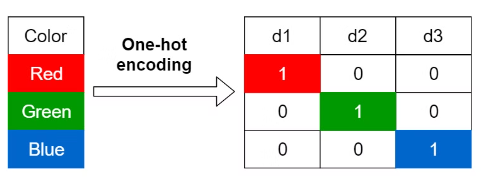 Color
Red
Green
Blue
One-hot
encoding
d1 d2 d3
1 0 0
0 1 0
0 0 1